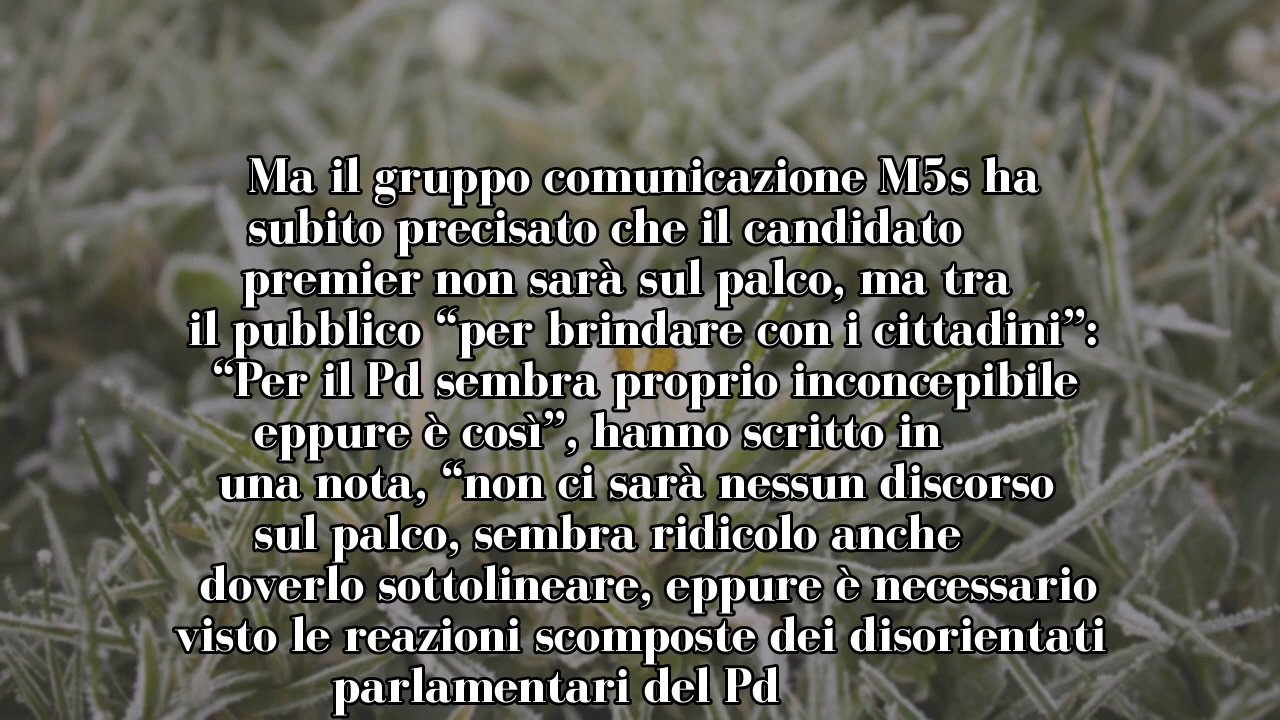 Ma il gruppo comunicazione M5s ha
subito precisato che il candidato
premier non sarà sul palco, ma tra
il pubblico “per brindare con i cittadini”:
“Per il Pd sembra proprio inconcepibile
eppure è così”, hanno scritto in
una nota, “non ci sarà nessun discorso
sul palco, sembra ridicolo anche
doverlo sottolineare, eppure è necessario
visto le reazioni scomposte dei disorientati
parlamentari del Pd